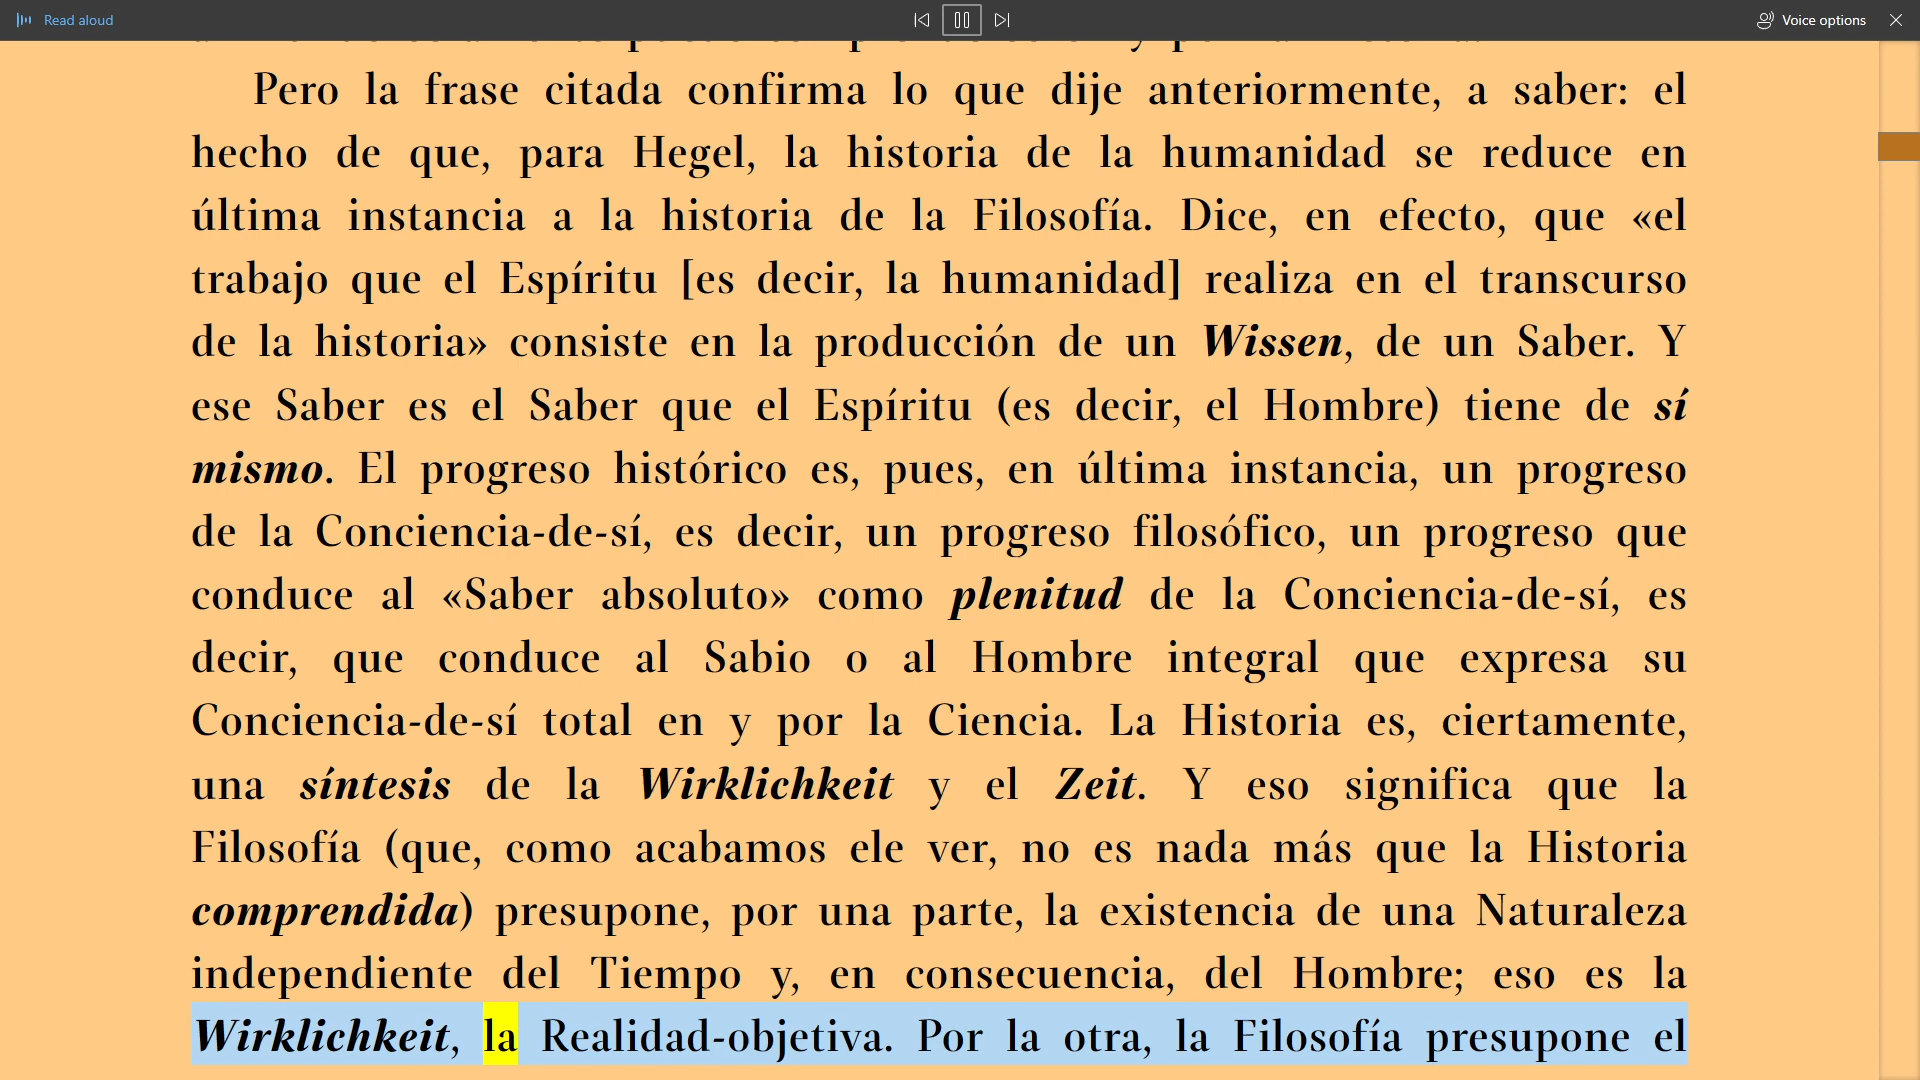 Read aloud
Voice options
Pero la frase citada confirma lo que dije anteriormente, a saber: el
hecho de que, para Hegel, la historia de la humanidad se reduce en
última instancia a la historia de la Filosofía. Dice, en efecto, que «el
trabajo que el Espíritu [es decir, la humanidad] realiza en el transcurso
de la historia» consiste en la producción de un Wissen, de un Saber. Y
ese Saber es el Saber que el Espíritu (es decir, el Hombre) tiene de sí
mismo. El progreso histórico es, pues, en última instancia, un progreso
de la Conciencia-de-sí, es decir, un progreso filosófico, un progreso que
conduce al «Saber absoluto» como plenitud de la Conciencia-de-sí, es
decir, que conduce al Sabio o al Hombre integral que expresa su
Conciencia-de-sí total en y por la Ciencia. La Historia es, ciertamente,
una síntesis de la Wirklichkeit y el Zeit. Y eso significa que la
Filosofía (que, como acabamos ele ver, no es nada más que la Historia
comprendida) presupone, por una parte, la existencia de una Naturaleza
independiente del Tiempo y, en consecuencia, del Hombre; eso es la
Wirklichkeit, la Realidad-objetiva. Por la otra, la Filosofía presupone el